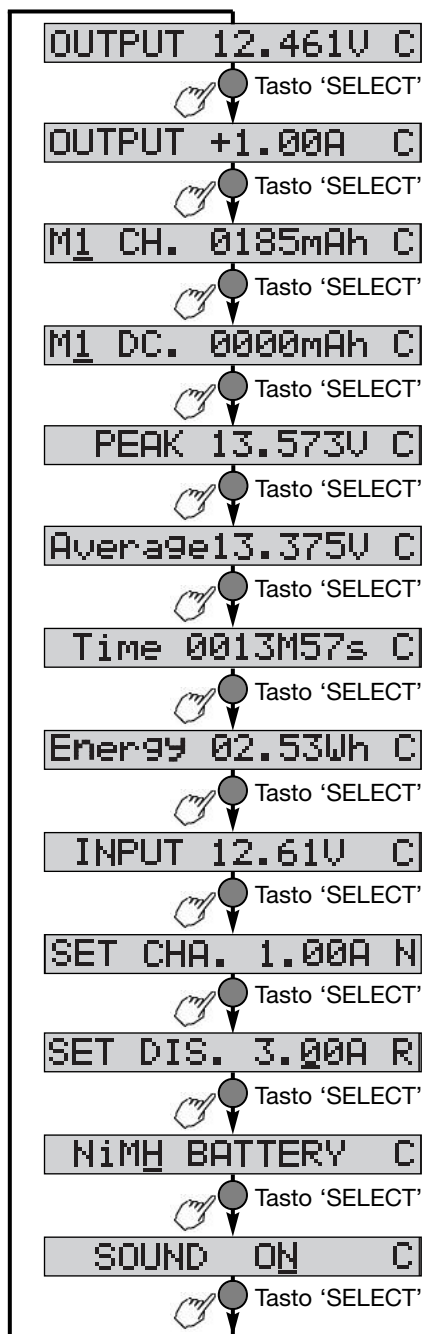 OUTPUT 12.461V C
Tasto 'SELECT'
OUTPUT +1.00A C
Tasto 'SELECT'
M1 CH. 0185mAh C
Tasto 'SELECT'
M1 DC. 0000mAh C
Tasto 'SELECT'
PEAK 13.573V C
Tasto 'SELECT'
Average13.375V C
Tasto 'SELECT'
Time 0013M57s C
Tasto 'SELECT'
Energy 02.53Wh C
Tasto 'SELECT'
INPUT 12.61V C
Tasto 'SELECT'
SET CHA. 1.00A N
Tasto 'SELECT'
SET DIS. 3.00A R
Tasto 'SELECT'
NiMH BATTERY C
Tasto 'SELECT'
SOUND ON C
Tasto 'SELECT'